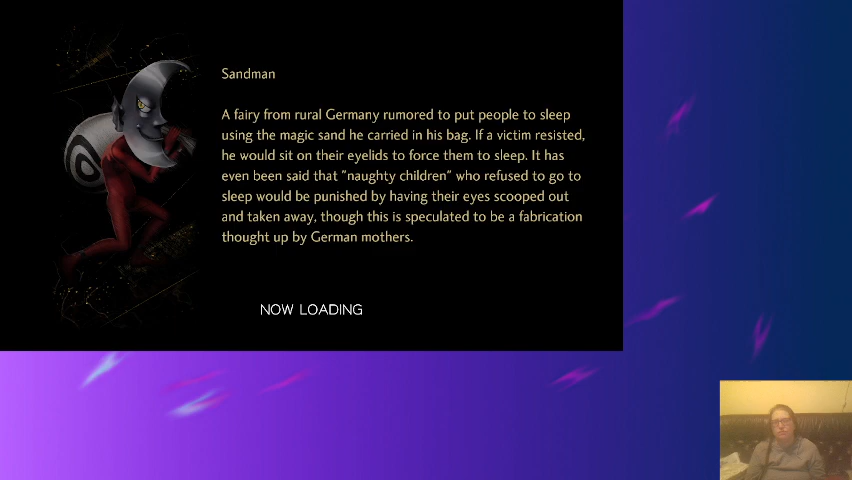 Sandman
A fairy from rural Germany rumored to put people to sleep
using the magic sand he carried in his bag. If a victim resisted,
he would sit on their eyelids to force them to sleep. It has
even been said that "naughty children" who refused to go to
sleep would be punished by having their eyes scooped out
and taken away, though this is speculated to be a fabrication
thought up by German mothers.
NOW LOADING